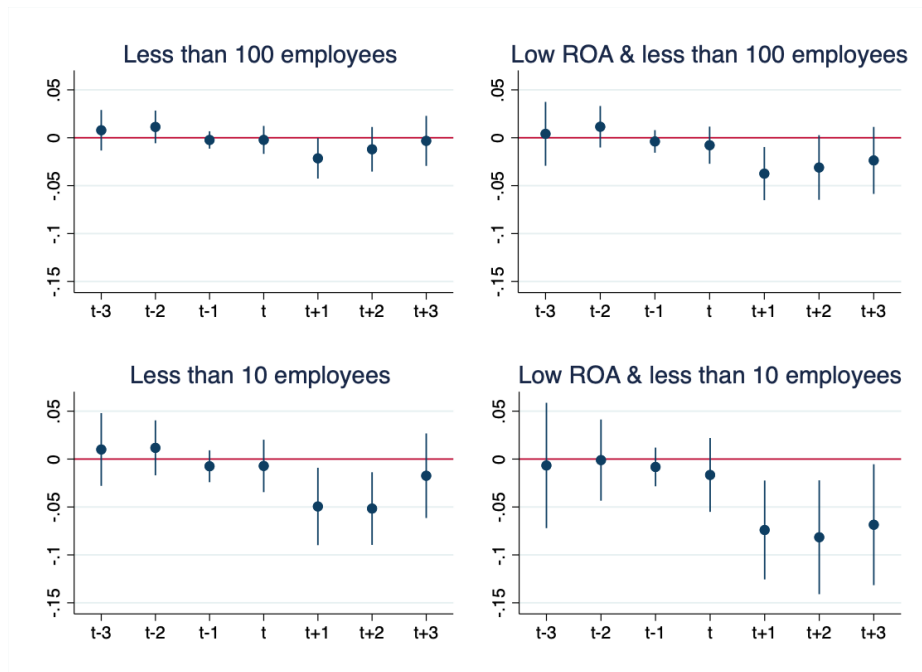 Less than 100 employees
.05
0
-.05
-.1
-.15
t-3 t-2 t-1 t t+1 t+2 t+3
Low ROA & less than 100 employees
.05
0
-.05
-.1
-.15
t-3 t-2 t-1 t t+1 t+2 t+3
Less than 10 employees
.05
0
-.05
-.1
-.15
t-3 t-2 t-1 t t+1 t+2 t+3
Low ROA & less than 10 employees
.05
0
-.05
-.1
-.15
t-3 t-2 t-1 t t+1 t+2 t+3